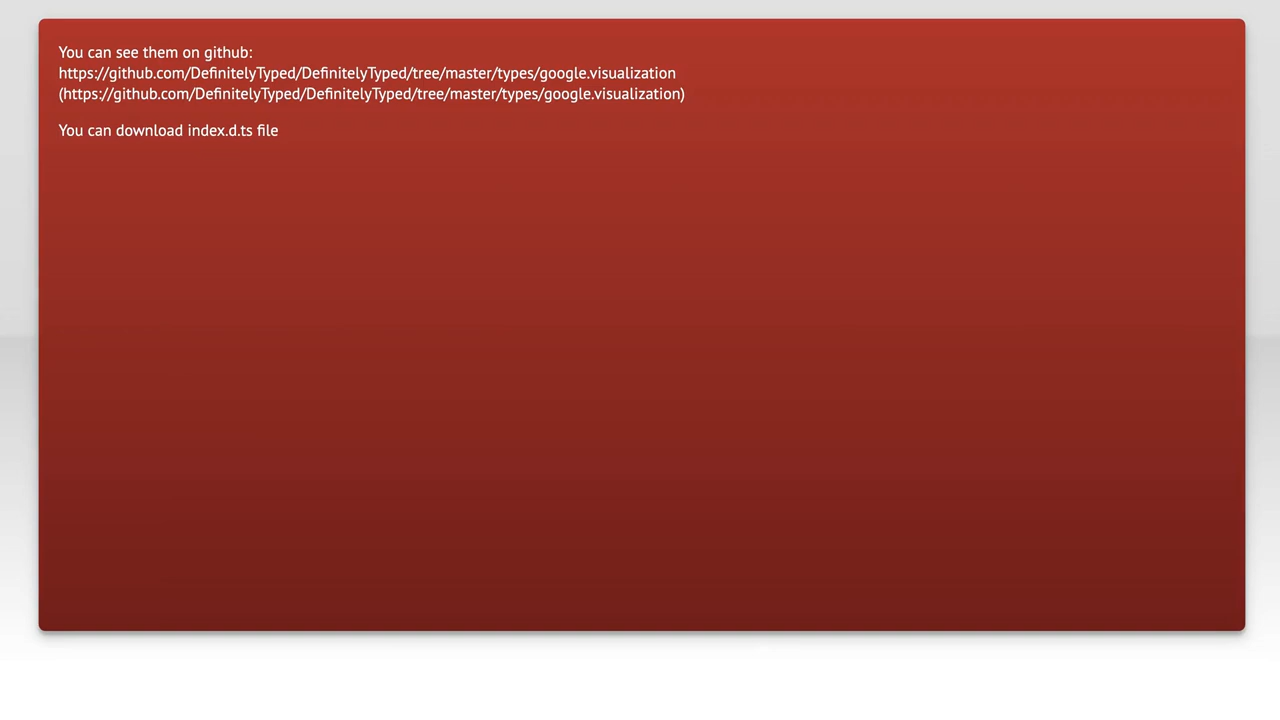 You can see them on github:
https://github.com/DefinitelyTyped/DefinitelyTyped/tree/master/types/google.visualization
(https://github.com/DefinitelyTyped/DefinitelyTyped/tree/master/types/google.visualization)
You can download index.d.ts file